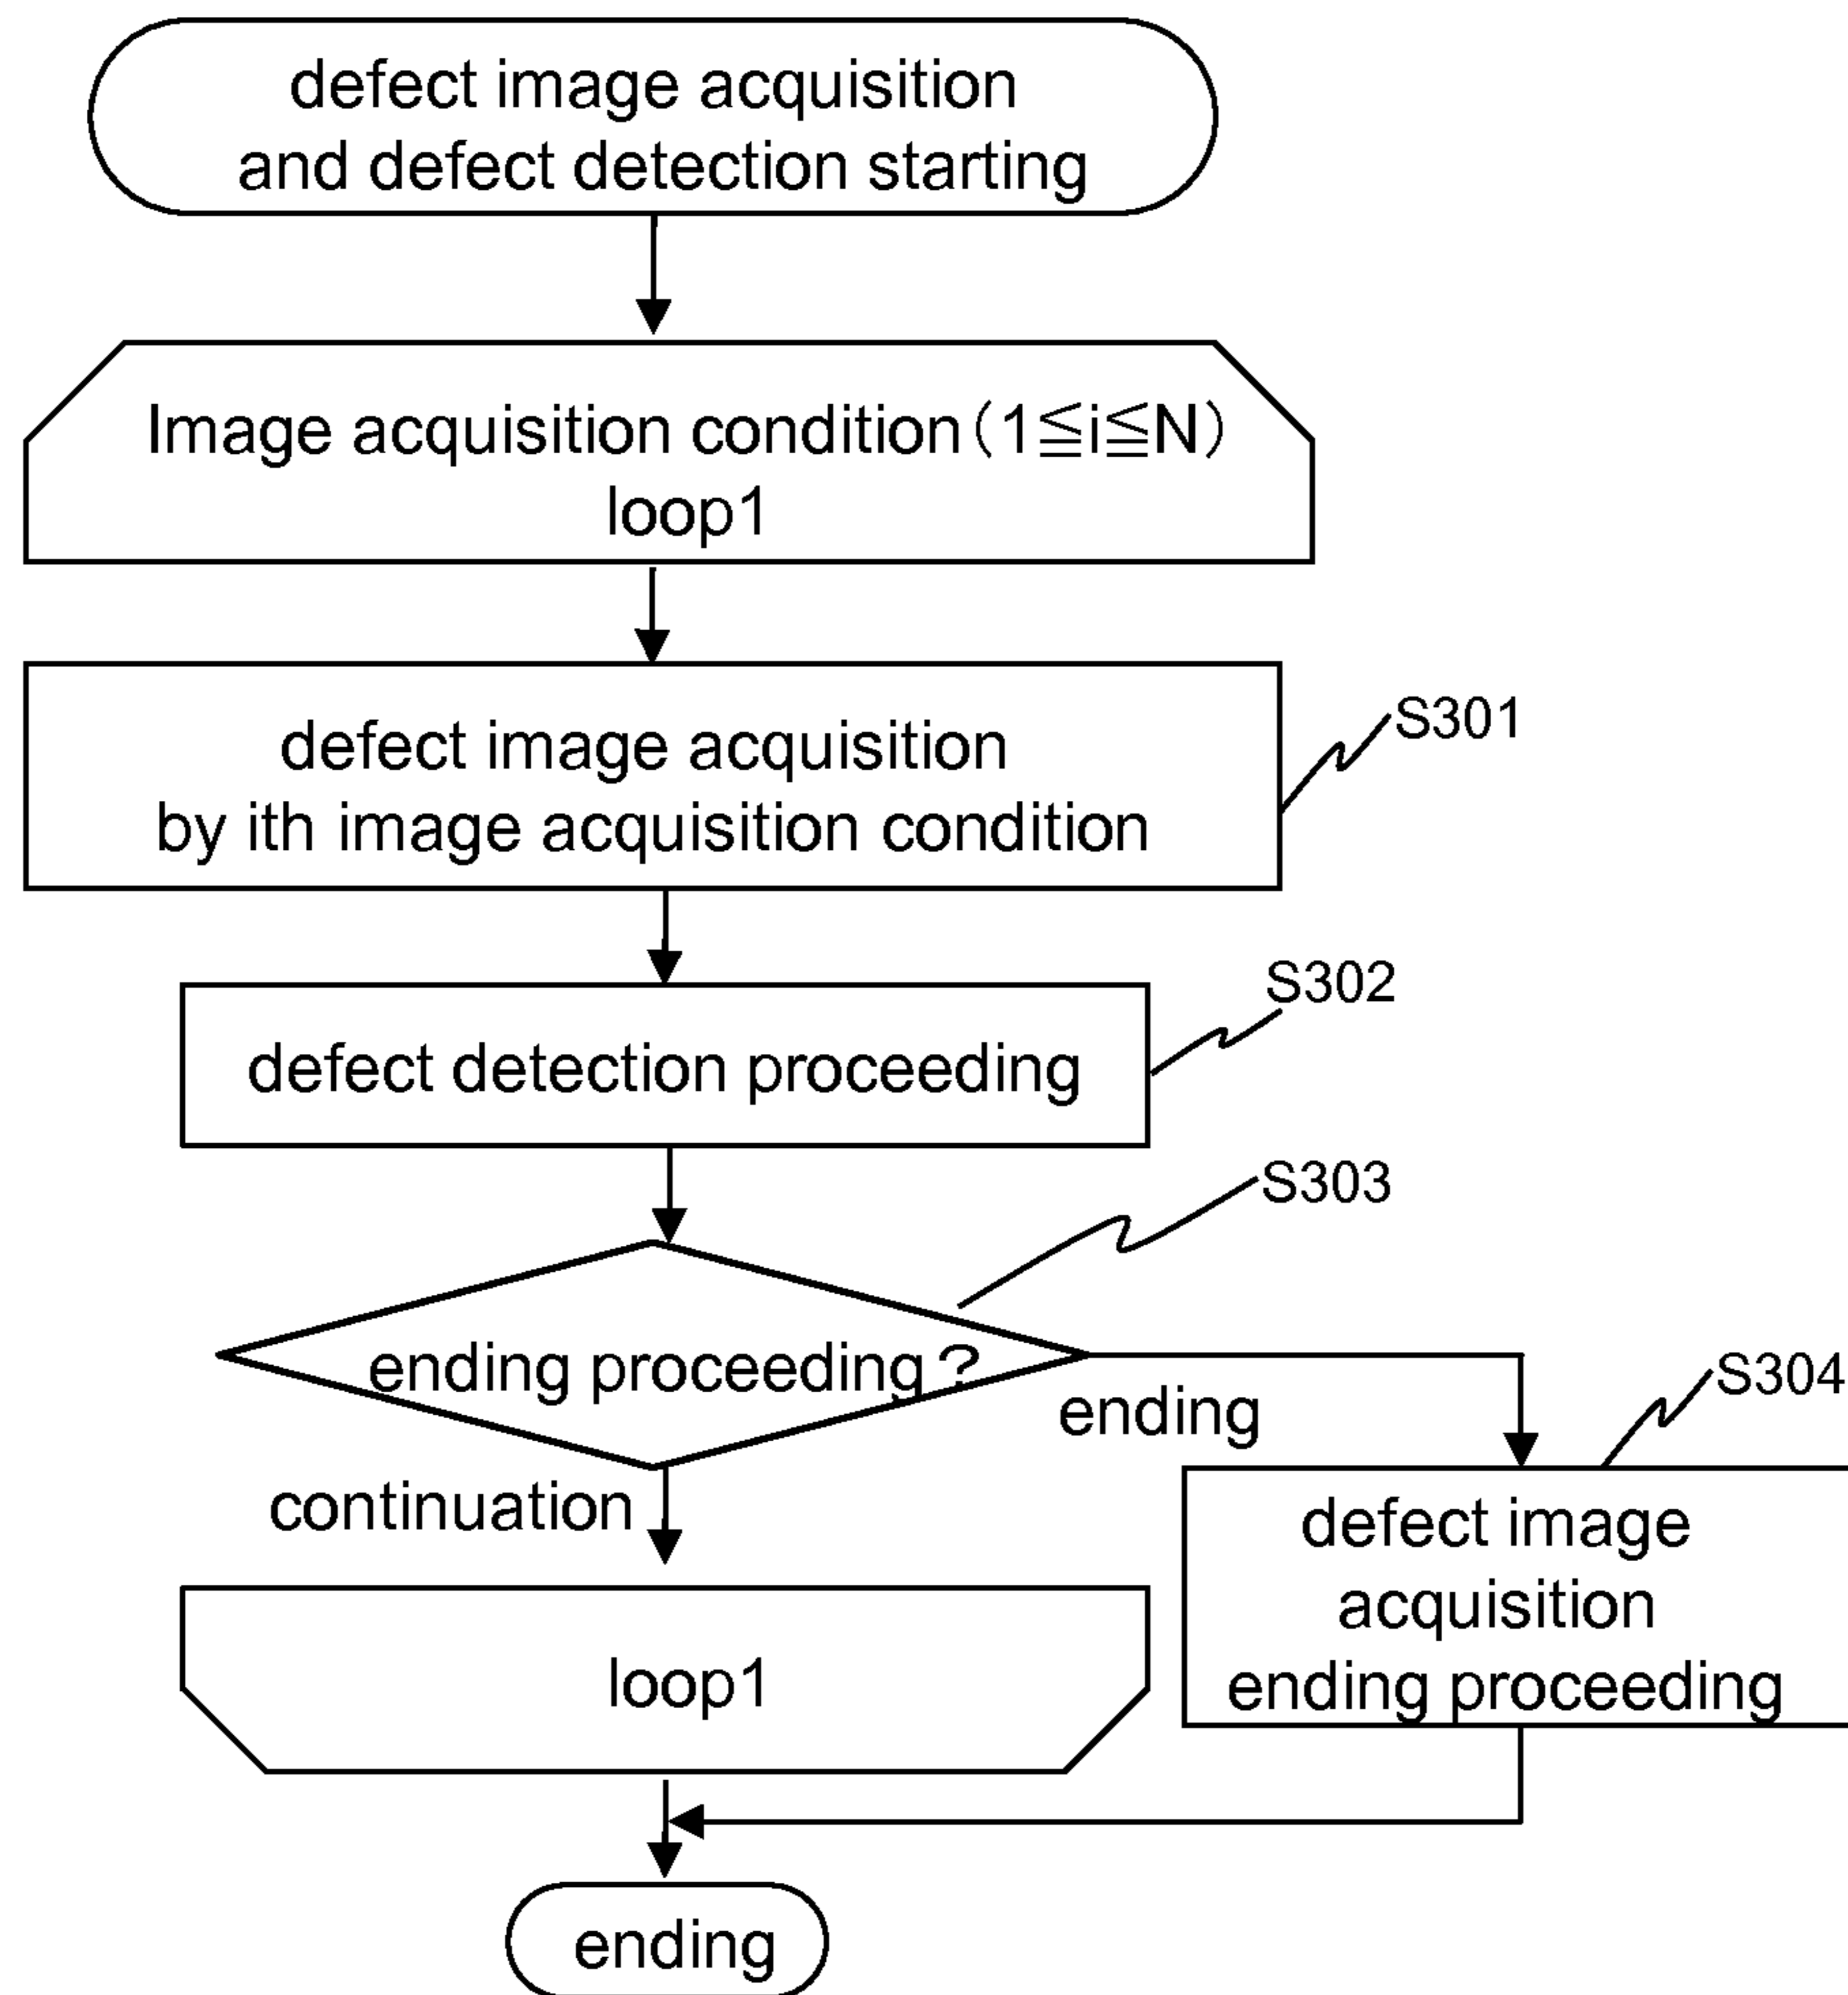 defect image acquisition
and defect detection starting
Image acquisition condition(1≦i≦N)
loop1
defect image acquisition
by ith image acquisition condition
S301
defect detection proceeding
S302
ending proceeding?
S303
ending
continuation
S304
defect image
acquisition
ending proceeding
loop1
ending